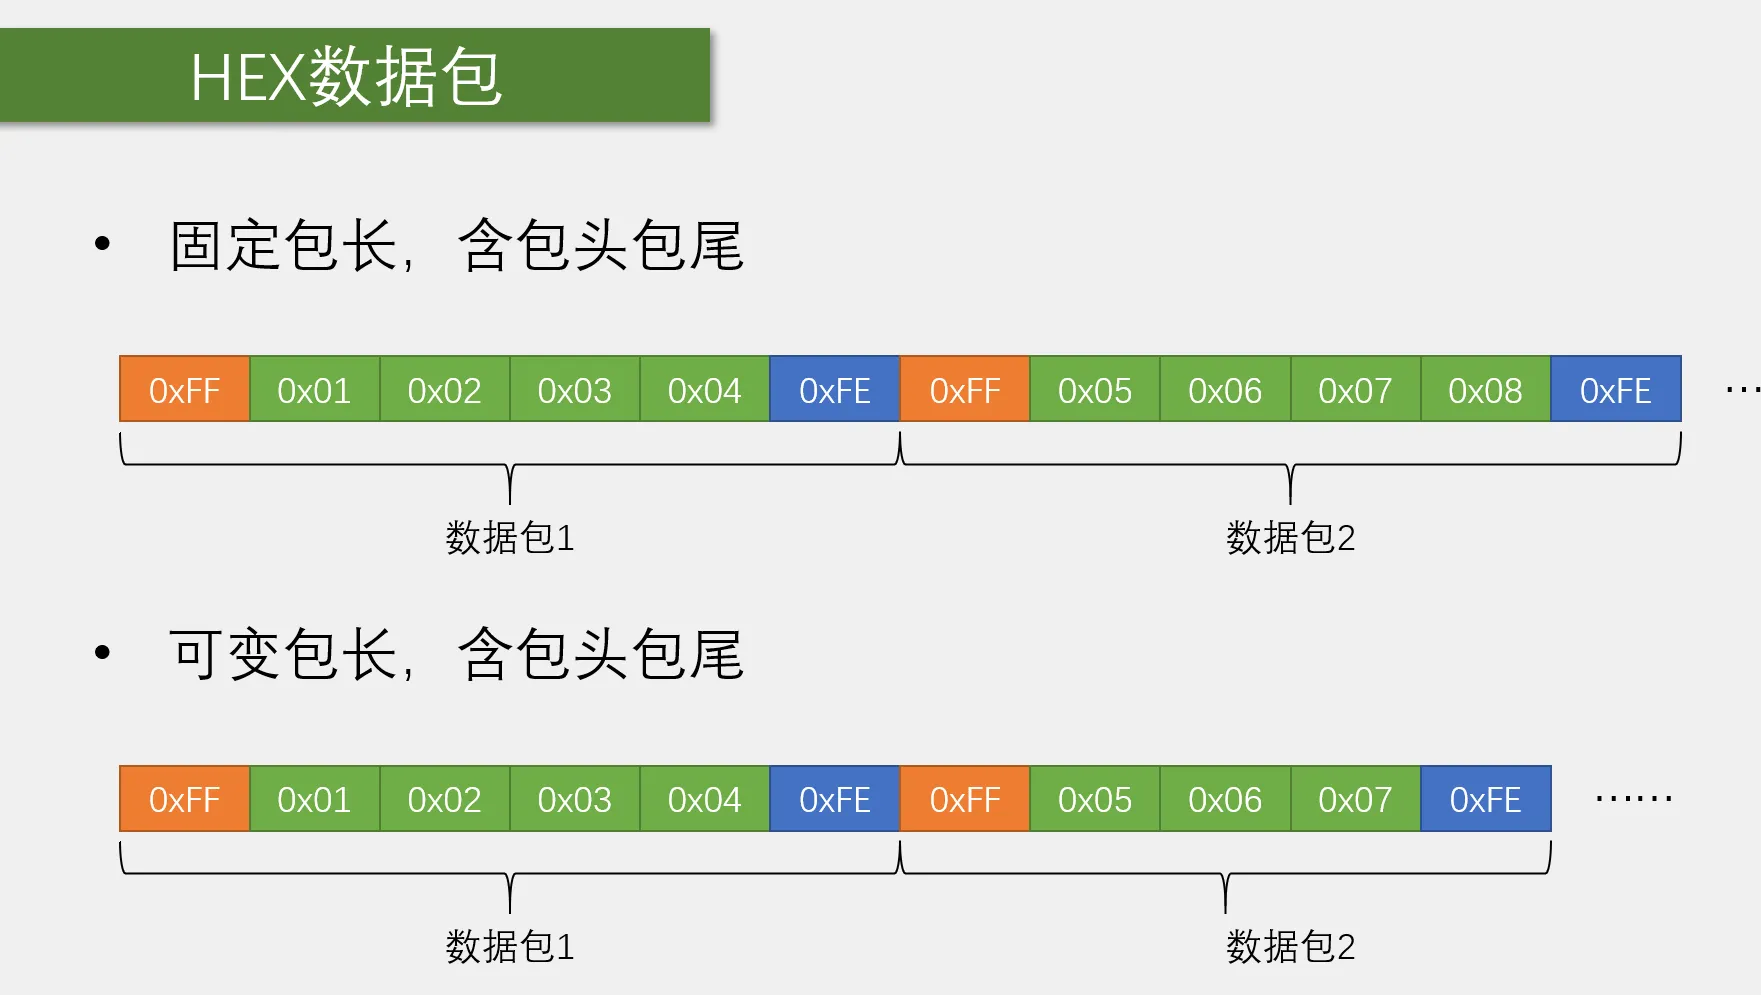 HEX数据包
• 固定包长，含包头包尾
0xFF 0x01 0x02 0x03 0x04 0xFE 0xFF 0x05 0x06 0x07 0x08 0xFE …
数据包1 数据包2
• 可变包长，含包头包尾
0xFF 0x01 0x02 0x03 0x04 0xFE 0xFF 0x05 0x06 0x07 0xFE ……
数据包1 数据包2